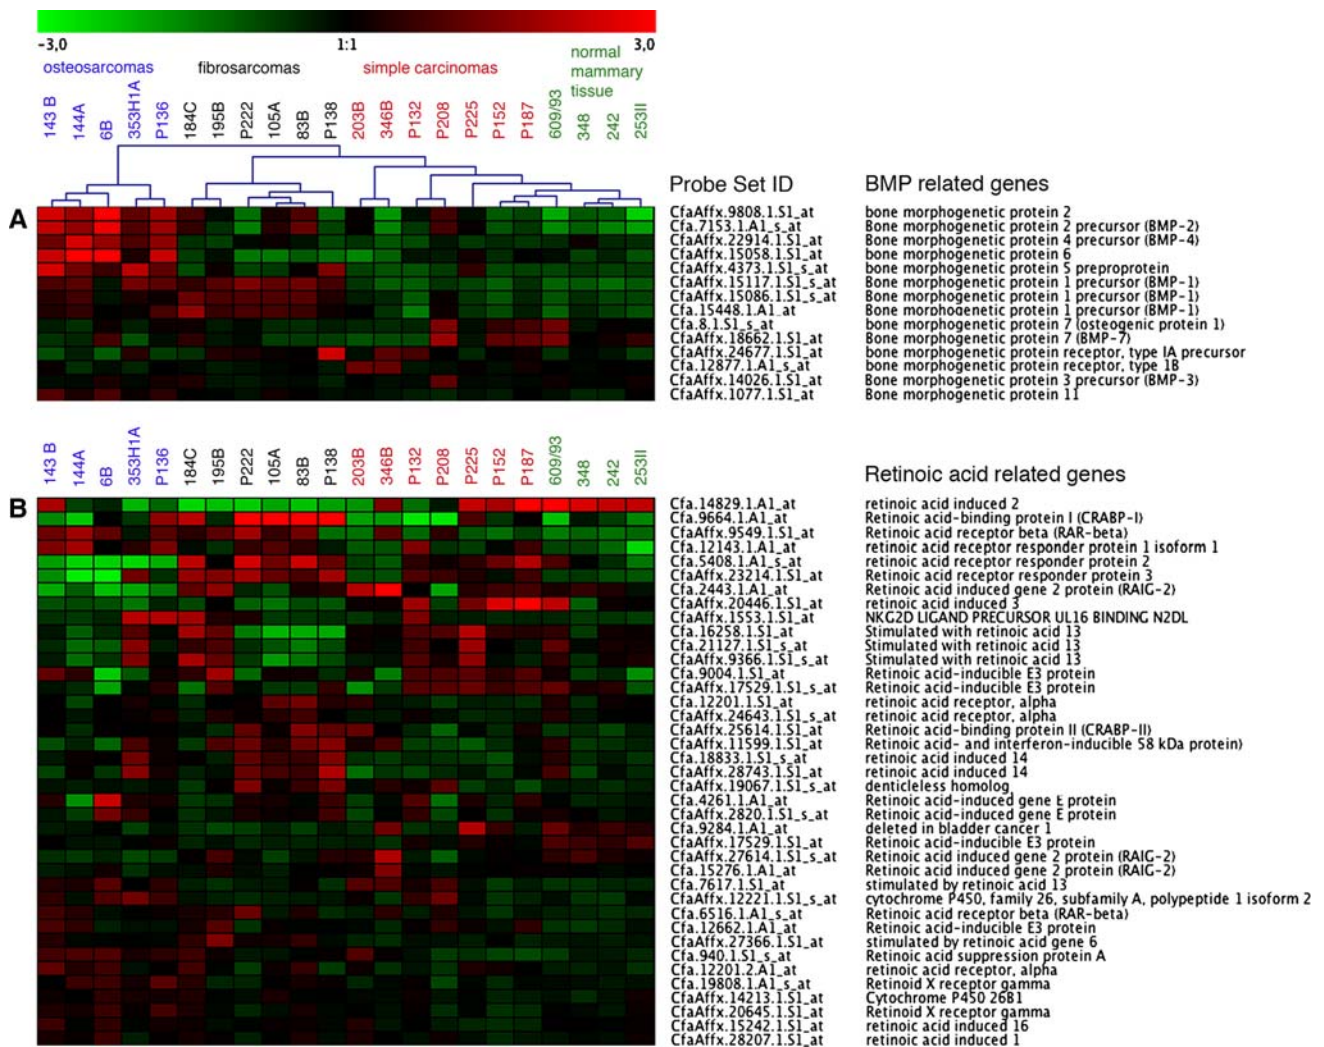 -3,0 1:1 3,0
osteosarcomas fibrosarcomas simple carcinomas normal mammary tissue
143 B 144A 6B 353H1A P136 184C 195B P222 105A 83B P138 203B 346B P132 P208 P225 P152 P187 609/93 348 242 253II
Probe Set ID BMP related genes
A
CfaAffx.9808.1.S1_at bone morphogenetic protein 2
Cfa.7153.1.A1_s_at Bone morphogenetic protein 2 precursor (BMP-2)
CfaAffx.22914.1.S1_at Bone morphogenetic protein 4 precursor (BMP-4)
CfaAffx.15058.1.S1_at bone morphogenetic protein 6
CfaAffx.4373.1.S1_s_at bone morphogenetic protein 5 preproprotein
CfaAffx.15117.1.S1_s_at Bone morphogenetic protein 1 precursor (BMP-1)
CfaAffx.15086.1.S1_s_at Bone morphogenetic protein 1 precursor (BMP-1)
Cfa.15448.1.A1_at Bone morphogenetic protein 1 precursor (BMP-1)
Cfa.8.1.S1_s_at bone morphogenetic protein 7 (osteogenic protein 1)
CfaAffx.18662.1.S1_at Bone morphogenetic protein 7 (BMP-7)
CfaAffx.24677.1.S1_at bone morphogenetic protein receptor, type IA precursor
Cfa.12877.1.A1_s_at bone morphogenetic protein receptor, type 1B
CfaAffx.14026.1.S1_at Bone morphogenetic protein 3 precursor (BMP-3)
CfaAffx.1077.1.S1_at Bone morphogenetic protein 11
143 B 144A 6B 353H1A P136 184C 195B P222 105A 83B P138 203B 346B P132 P208 P225 P152 P187 609/93 348 242 253II
Retinoic acid related genes
B
Cfa.14829.1.A1_at retinoic acid induced 2
Cfa.9664.1.A1_at Retinoic acid-binding protein I (CRABP-I)
CfaAffx.9549.1.S1_at Retinoic acid receptor beta (RAR-beta)
Cfa.12143.1.A1_at retinoic acid receptor responder protein 1 isoform 1
Cfa.5408.1.A1_s_at retinoic acid receptor responder protein 2
CfaAffx.23214.1.S1_at Retinoic acid receptor responder protein 3
Cfa.2443.1.A1_at Retinoic acid induced gene 2 protein (RAIG-2)
CfaAffx.20446.1.S1_at retinoic acid induced 3
CfaAffx.1553.1.S1_at NKG2D LIGAND PRECURSOR UL16 BINDING N2DL
Cfa.16258.1.S1_at Stimulated with retinoic acid 13
Cfa.21127.1.S1_s_at Stimulated with retinoic acid 13
CfaAffx.9366.1.S1_s_at Stimulated with retinoic acid 13
Cfa.9004.1.S1_at Retinoic acid-inducible E3 protein
CfaAffx.17529.1.S1_s_at Retinoic acid-inducible E3 protein
Cfa.12201.1.S1_at retinoic acid receptor, alpha
CfaAffx.24643.1.S1_s_at retinoic acid receptor, alpha
CfaAffx.25614.1.S1_at Retinoic acid-binding protein II (CRABP-II)
CfaAffx.11599.1.S1_at Retinoic acid- and interferon-inducible 58 kDa protein)
Cfa.18833.1.S1_s_at retinoic acid induced 14
CfaAffx.28743.1.S1_at retinoic acid induced 14
CfaAffx.19067.1.S1_s_at denticleless homolog
Cfa.4261.1.A1_at Retinoic acid-induced gene E protein
CfaAffx.2820.1.S1_s_at Retinoic acid-induced gene E protein
Cfa.9284.1.A1_at deleted in bladder cancer 1
CfaAffx.17529.1.S1_at Retinoic acid-inducible E3 protein
CfaAffx.27614.1.S1_s_at Retinoic acid induced gene 2 protein (RAIG-2)
Cfa.15276.1.A1_at Retinoic acid induced gene 2 protein (RAIG-2)
Cfa.7617.1.S1_at stimulated by retinoic acid 13
CfaAffx.12221.1.S1_s_at cytochrome P450, family 26, subfamily A, polypeptide 1 isoform 2
Cfa.6516.1.A1_s_at Retinoic acid receptor beta (RAR-beta)
Cfa.12662.1.A1_at Retinoic acid-inducible E3 protein
CfaAffx.27366.1.S1_at stimulated by retinoic acid gene 6
Cfa.940.1.S1_s_at Retinoic acid suppression protein A
Cfa.12201.2.A1_at retinoic acid receptor, alpha
Cfa.19808.1.A1_s_at Retinoid X receptor gamma
CfaAffx.14213.1.S1_at Cytochrome P450 26B1
CfaAffx.20645.1.S1_at Retinoid X receptor gamma
CfaAffx.15242.1.S1_at retinoic acid induced 16
CfaAffx.28207.1.S1_at retinoic acid induced 1